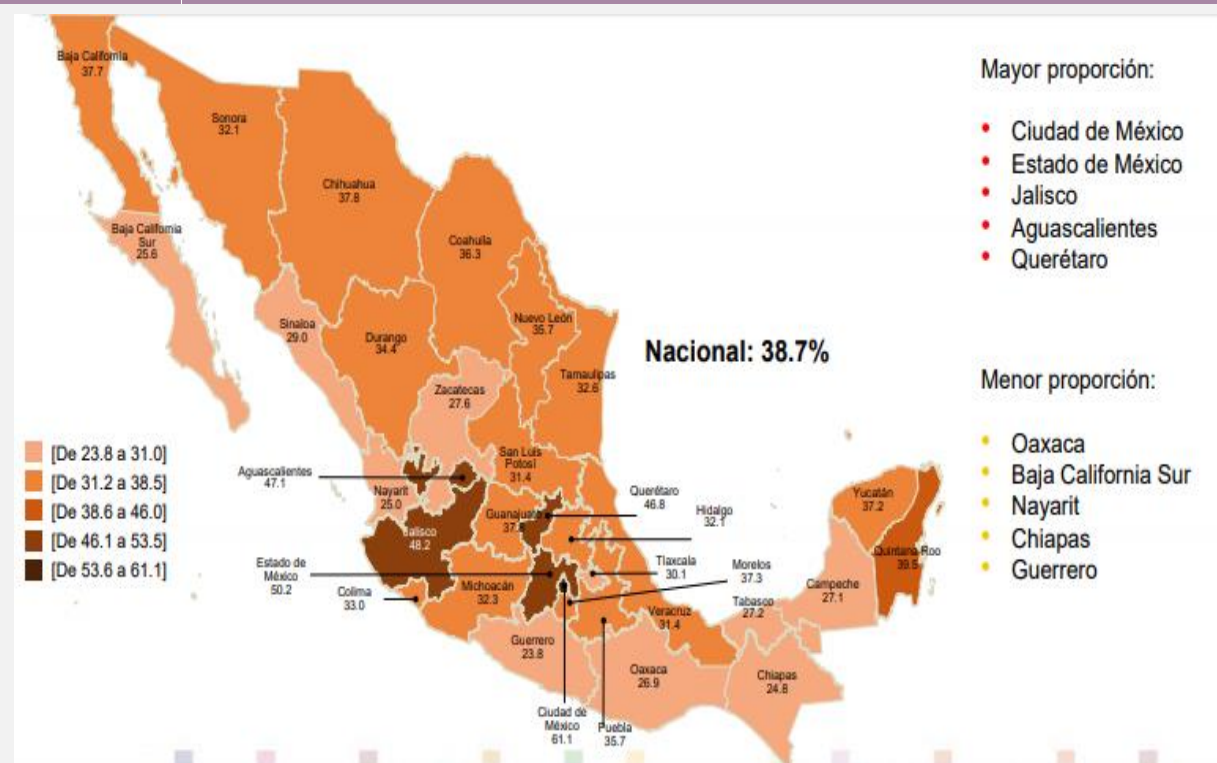 Baja California
37.7
Sonora
32.1
Chihuahua
37.8
Baja California
Sur
25.6
Coahuila
36.3
Sinaloa
29.0
Durango
34.4
Nuevo León
35.7
Tamaulipas
32.6
Zacatecas
27.6
San Luis
Potosí
31.4
Aguascalientes
47.1
Nayarit
25.0
Jalisco
48.2
Guanajuato
Querétaro
46.8
Hidalgo
32.1
Estado de
México
50.2
Colima
33.0
Michoacán
32.3
Tlaxcala
30.1
Morelos
37.3
Veracruz
31.4
Tabasco
27.2
Campeche
27.1
Yucatán
37.2
Quintana Roo
39.5
Guerrero
23.8
Oaxaca
26.9
Chiapas
24.8
Ciudad de
México
61.1
Puebla
35.7
Nacional: 38.7%
[De 23.8 a 31.0]
[De 31.2 a 38.5]
[De 38.6 a 46.0]
[De 46.1 a 53.5]
[De 53.6 a 61.1]
Mayor proporción:
• Ciudad de México
• Estado de México
• Jalisco
• Aguascalientes
• Querétaro
Menor proporción:
• Oaxaca
• Baja California Sur
• Nayarit
• Chiapas
• Guerrero